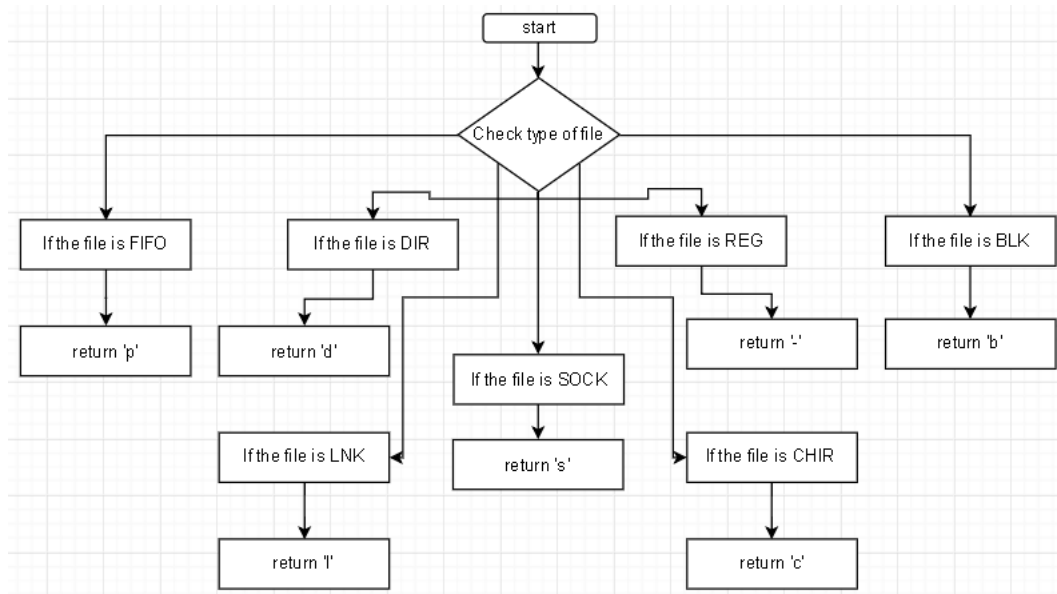 start
Check type of file
If the file is FIFO
If the file is DIR
If the file is REG
If the file is BLK
return 'p'
return 'd'
return '-'
return 'b'
If the file is SOCK
If the file is LNK
return 's'
If the file is CHIR
return 'l'
return 'c'